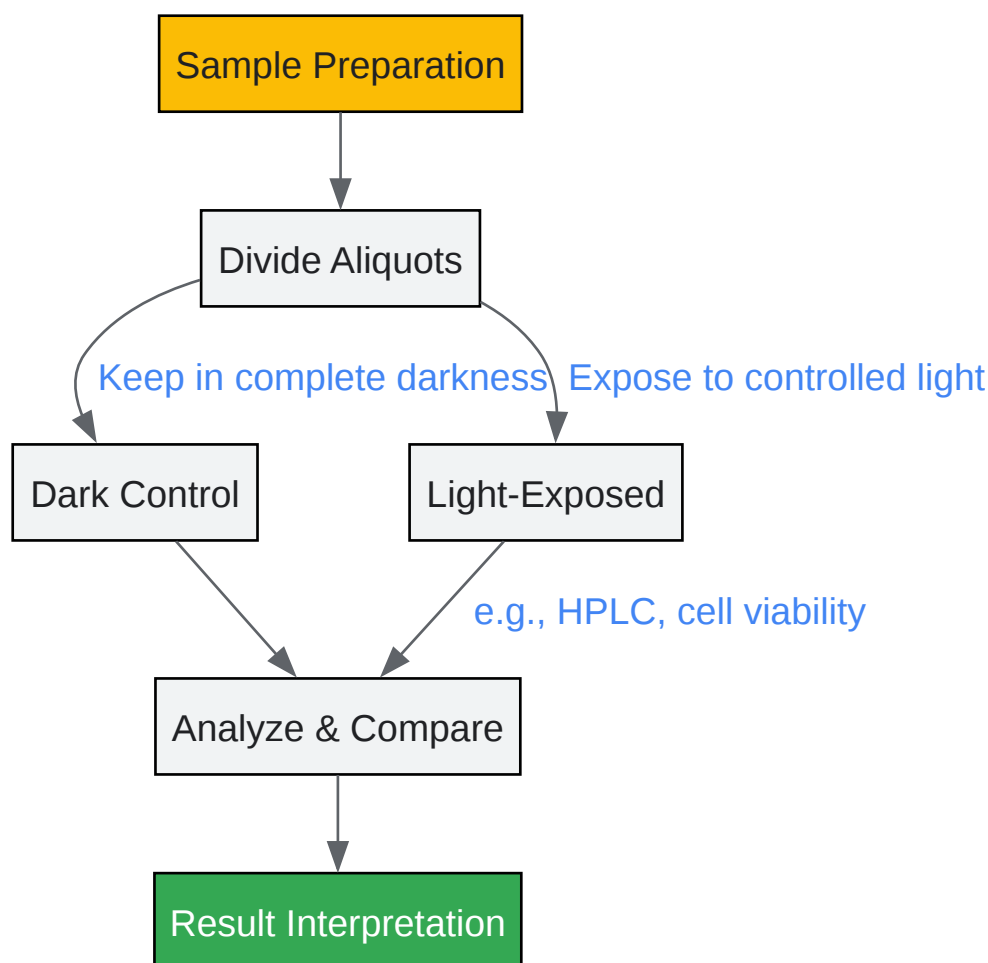 Sample Preparation
Divide Aliquots
Keep in complete darkness
Expose to controlled light
Dark Control
Light-Exposed
e.g., HPLC, cell viability
Analyze & Compare
Result Interpretation